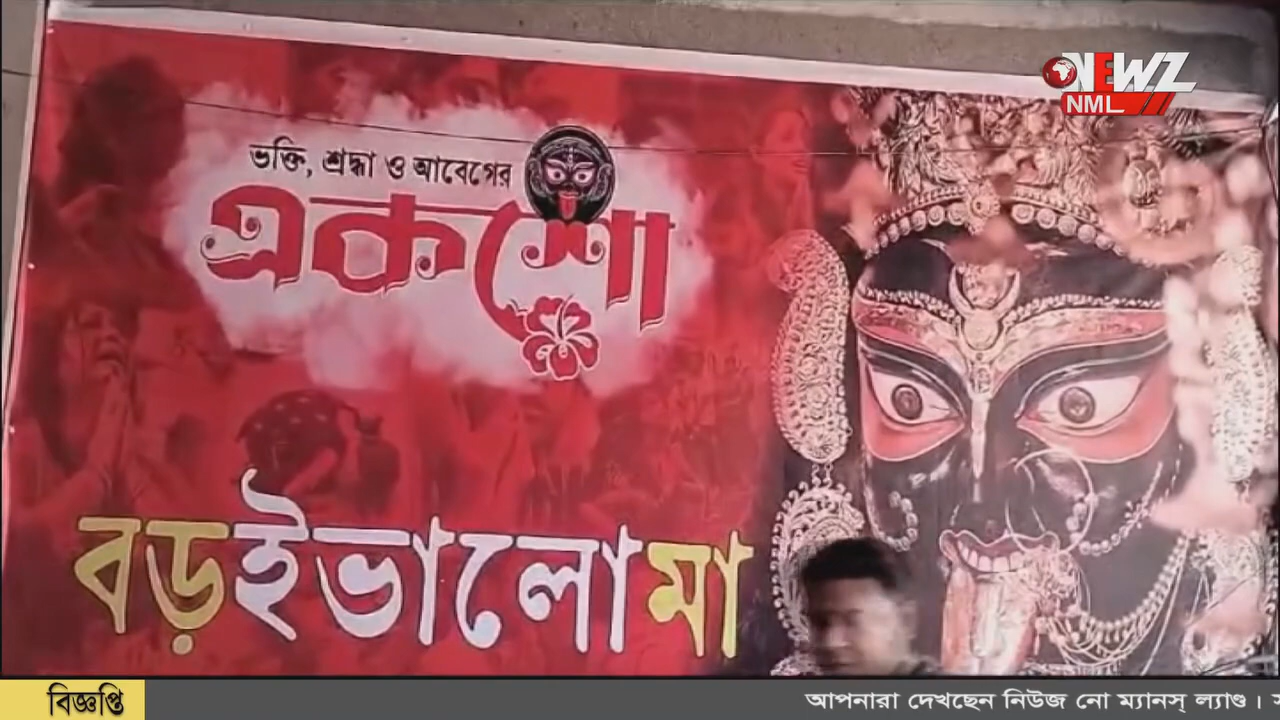 NEWZ
NML
ভক্তি, শ্রদ্ধা ও আবেগের
একশো
বড়ইভালোমা
বিজ্ঞপ্তি
আপনারা দেখছেন নিউজ নো ম্যানস্ ল্যাণ্ড ।